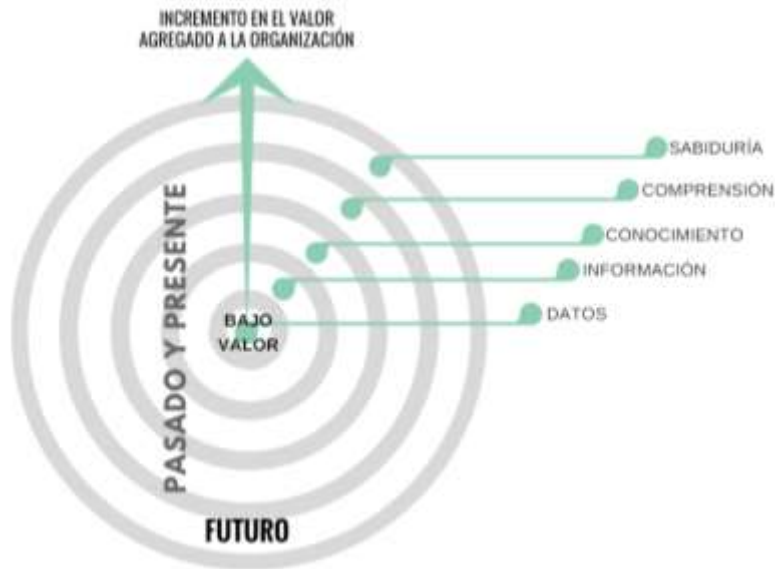 INCREMENTO EN EL VALOR
AGREGADO A LA ORGANIZACIÓN
SABIDURÍA
COMPRENSIÓN
CONOCIMIENTO
INFORMACIÓN
DATOS
BAJO
VALOR
PASADO Y PRESENTE
FUTURO